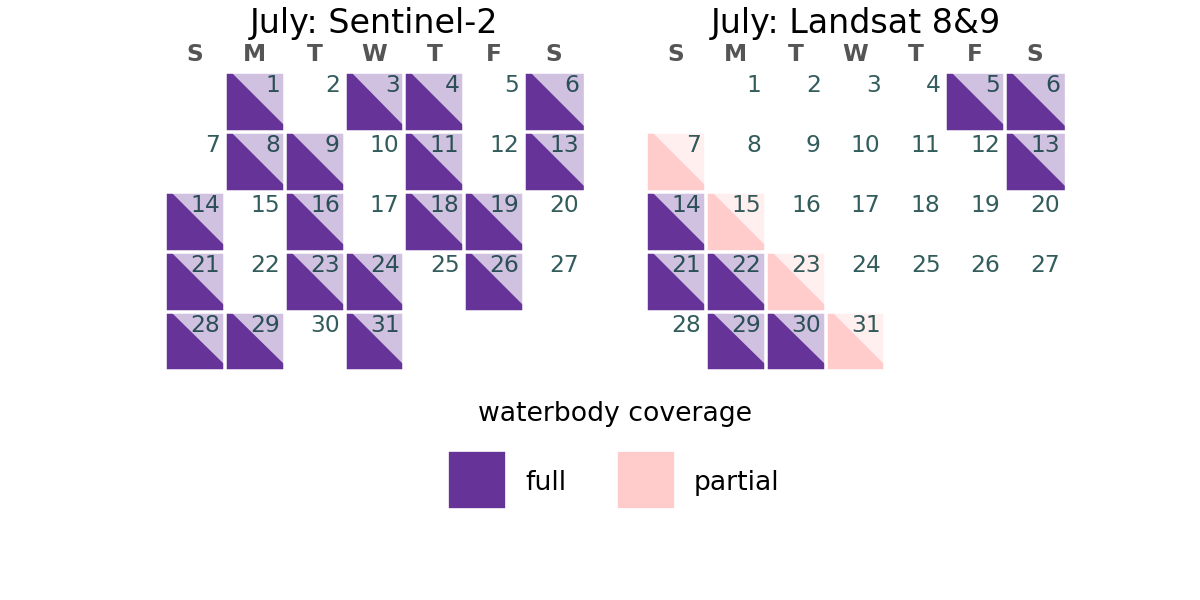 July: Sentinel-2
S M T W T F S
1 2 3 4 5 6
7 8 9 10 11 12 13
14 15 16 17 18 19 20
21 22 23 24 25 26 27
28 29 30 31
July: Landsat 8&9
S M T W T F S
1 2 3 4 5 6
7 8 9 10 11 12 13
14 15 16 17 18 19 20
21 22 23 24 25 26 27
28 29 30 31
waterbody coverage
full partial